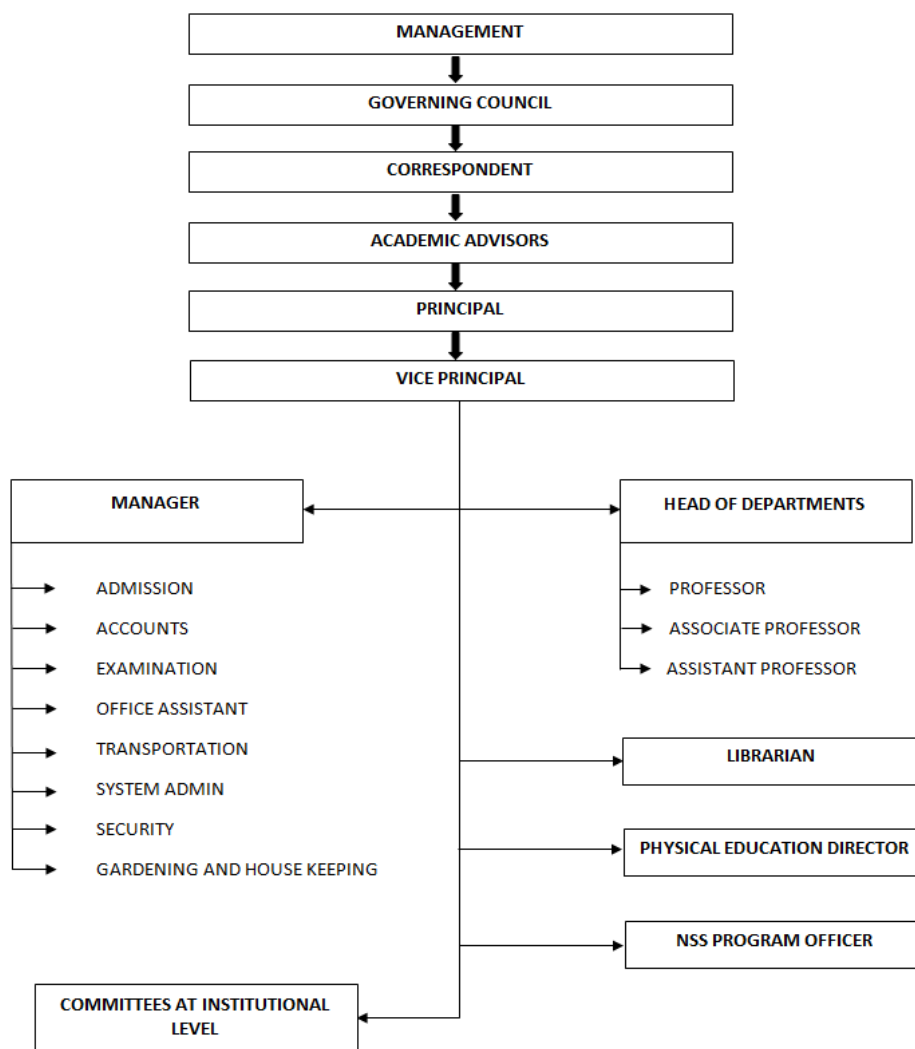 MANAGEMENT
GOVERNING COUNCIL
CORRESPONDENT
ACADEMIC ADVISORS
PRINCIPAL
VICE PRINCIPAL
MANAGER
ADMISSION
ACCOUNTS
EXAMINATION
OFFICE ASSISTANT
TRANSPORTATION
SYSTEM ADMIN
SECURITY
GARDENING AND HOUSE KEEPING
HEAD OF DEPARTMENTS
PROFESSOR
ASSOCIATE PROFESSOR
ASSISTANT PROFESSOR
LIBRARIAN
PHYSICAL EDUCATION DIRECTOR
NSS PROGRAM OFFICER
COMMITTEES AT INSTITUTIONAL
LEVEL